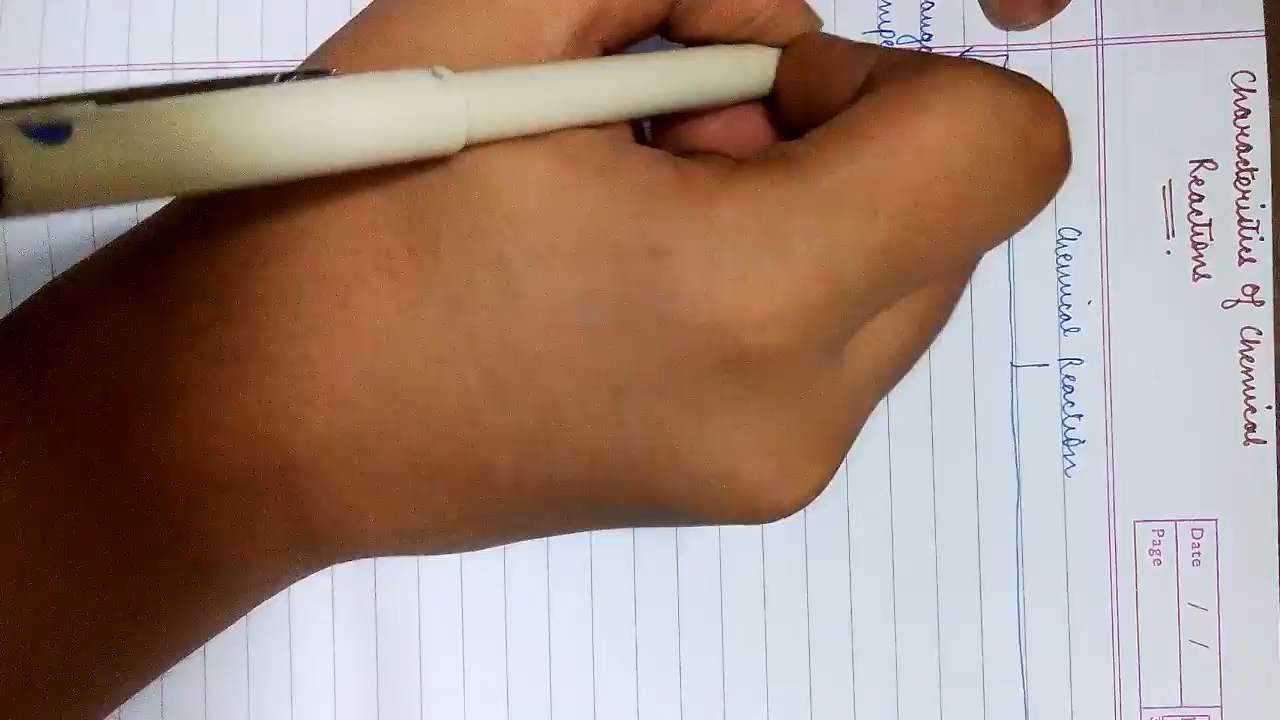 Characteristics of Chemical
Reactions
Date / /
Page
Chemical Reaction